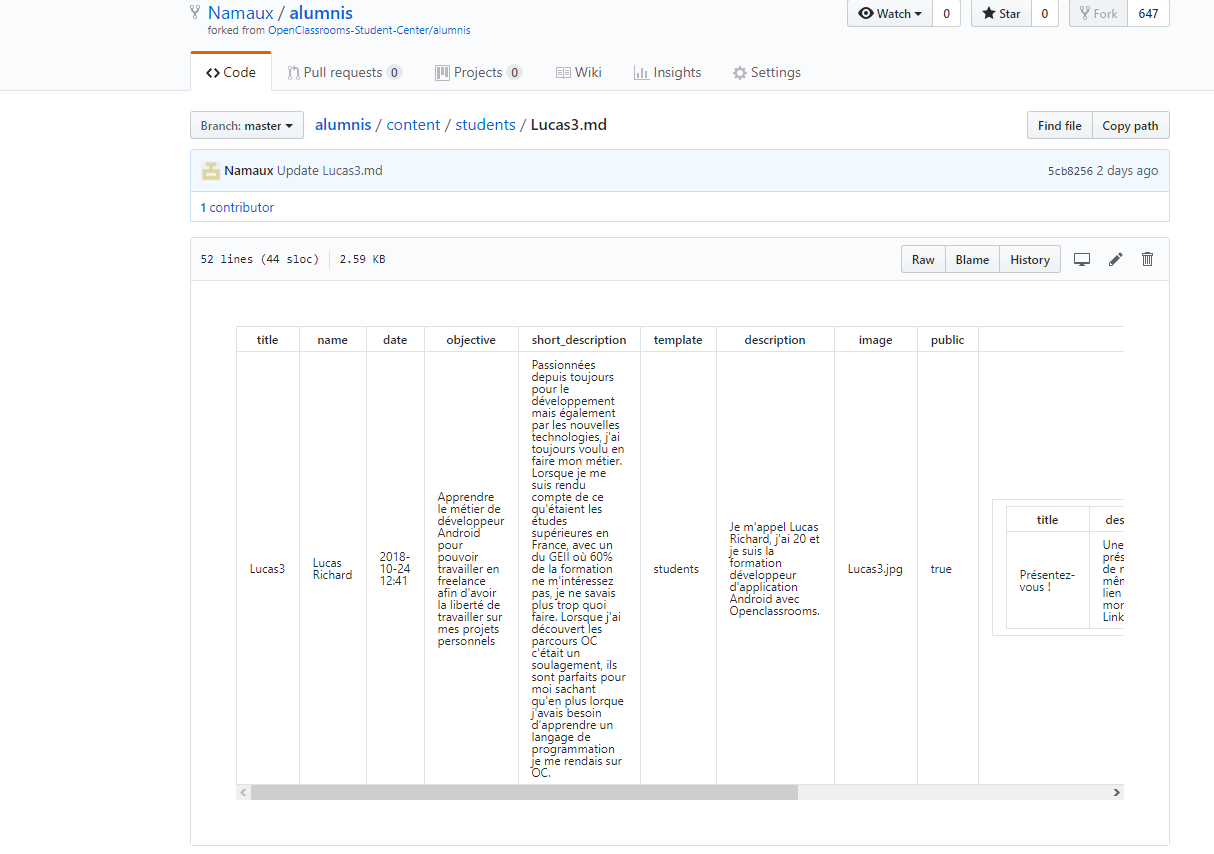 Namaux / alumnis
Watch 0 Star 0 Fork 647
forked from OpenClassrooms-Student-Center/alumnis
Code Pull requests 0 Projects 0 Wiki Insights Settings
Branch: master alumnis / content / students / Lucas3.md Find file Copy path
Namaux Update Lucas3.md 5cb8256 2 days ago
1 contributor
52 lines (44 sloc) 2.59 KB Raw Blame History
title name date objective short_description template description image public
Lucas3
Lucas
Richard
2018-
10-24
12:41
Apprendre
le métier de
développeur
Android
pour
pouvoir
travailler en
freelance
afin d'avoir
la liberté de
travailler sur
mes projets
personnels
Passionnées
depuis toujours
pour le
développement
mais également
par les nouvelles
technologies, j'ai
toujours voulu en
faire mon métier.
Lorsque je me
suis rendu
compte de ce
qu'étaient les
études
supérieures en
France, avec un
du GEII où 60%
de la formation
ne m'intéressez
pas, je ne savais
plus trop quoi
faire. Lorsque j'ai
découvert les
parcours OC
c'était un
soulagement, ils
sont parfaits pour
moi sachant
qu'en plus lorque
j'avais besoin
d'apprendre un
langage de
programmation
je me rendais sur
OC.
students
Je m'appel Lucas
Richard, j'ai 20 et
je suis la
formation
développeur
d'application
Android avec
Openclassrooms.
Lucas3.jpg
true
title des
Présentez-
vous !
Une
prés
de n
mêm
lien
mon
Link